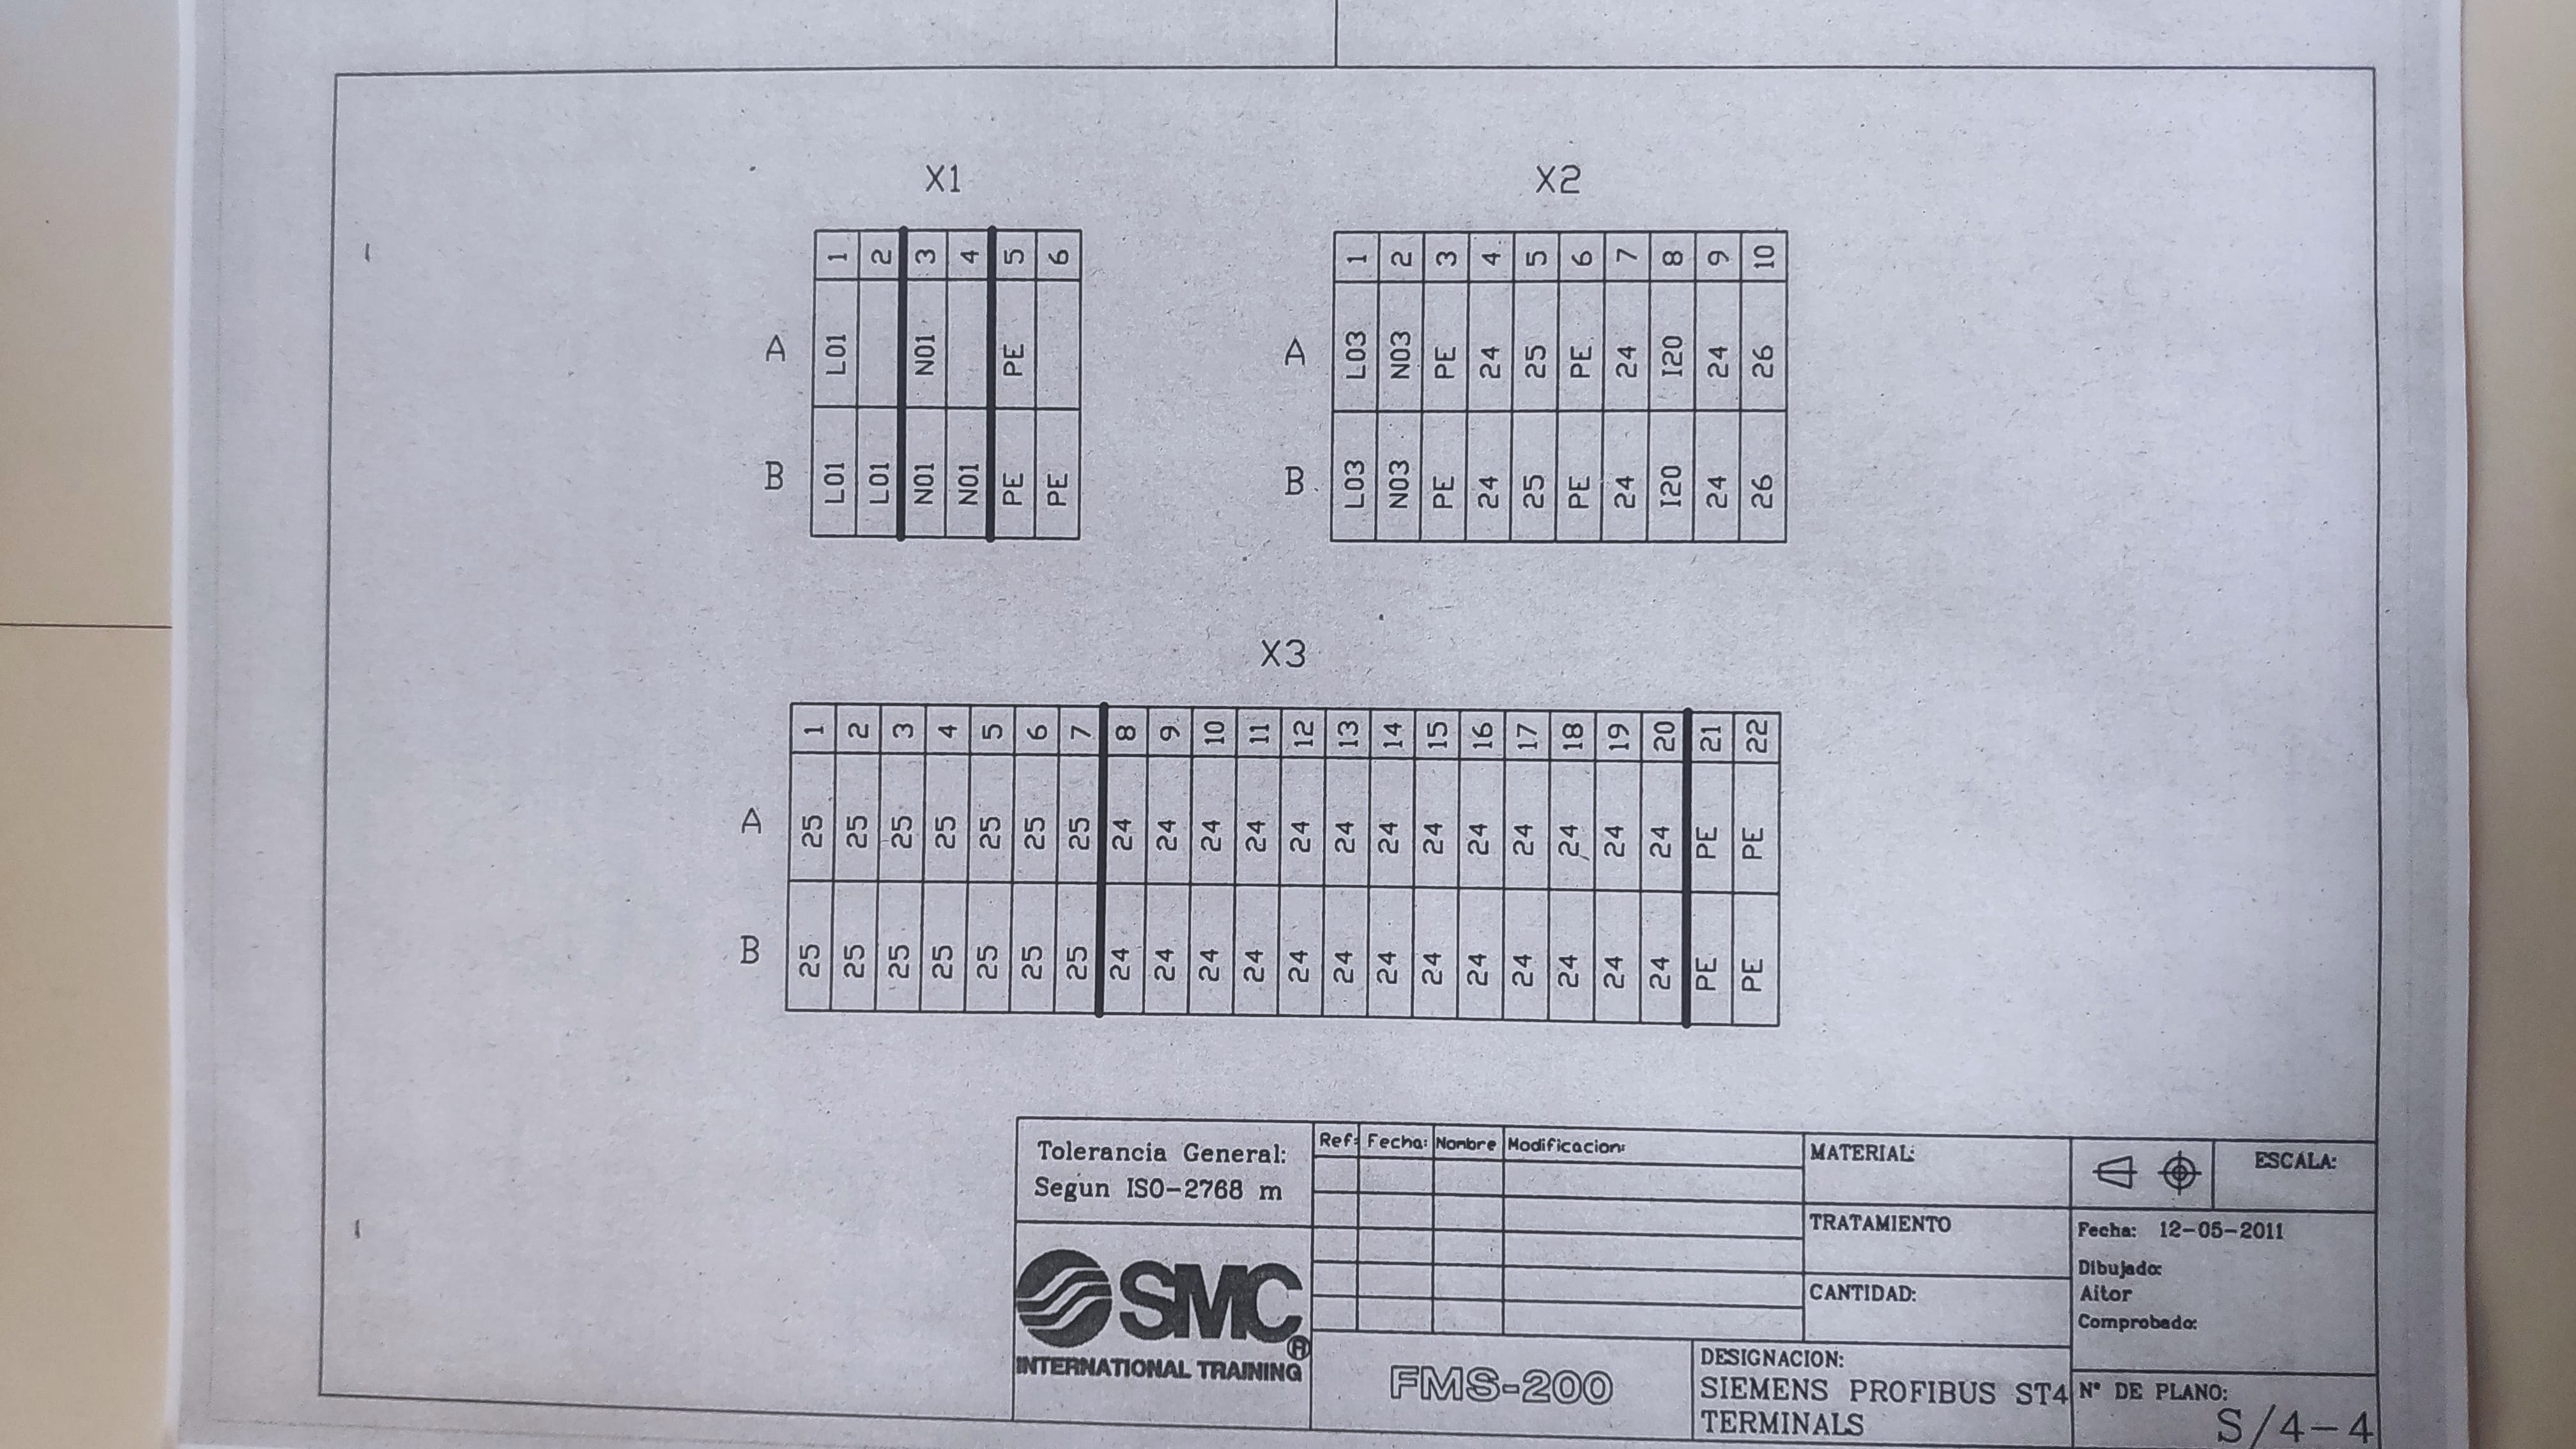 X1
1 2 3 4 5 6
A L01 N01 PE
B L01 L01 N01 N01 PE PE
X2
1 2 3 4 5 6 7 8 9 10
A L03 N03 PE 24 25 PE 24 I20 24 26
B L03 N03 PE 24 25 PE 24 I20 24 26
X3
1 2 3 4 5 6 7 8 9 10 11 12 13 14 15 16 17 18 19 20 21 22
A 25 25 25 25 25 25 25 24 24 24 24 24 24 24 24 24 24 24 24 24 PE PE
B 25 25 25 25 25 25 25 24 24 24 24 24 24 24 24 24 24 24 24 24 PE PE
Tolerancia General:
Segun ISO-2768 m
Ref: Fecha: Nombre Modificacion:
MATERIAL:
ESCALA:
TRATAMIENTO
CANTIDAD:
Fecha: 12-05-2011
Dibujado:
Aitor
Comprobado:
SMC®
INTERNATIONAL TRAINING
FMS-200
DESIGNACION:
SIEMENS PROFIBUS ST4
TERMINALS
Nº DE PLANO:
S/4-4